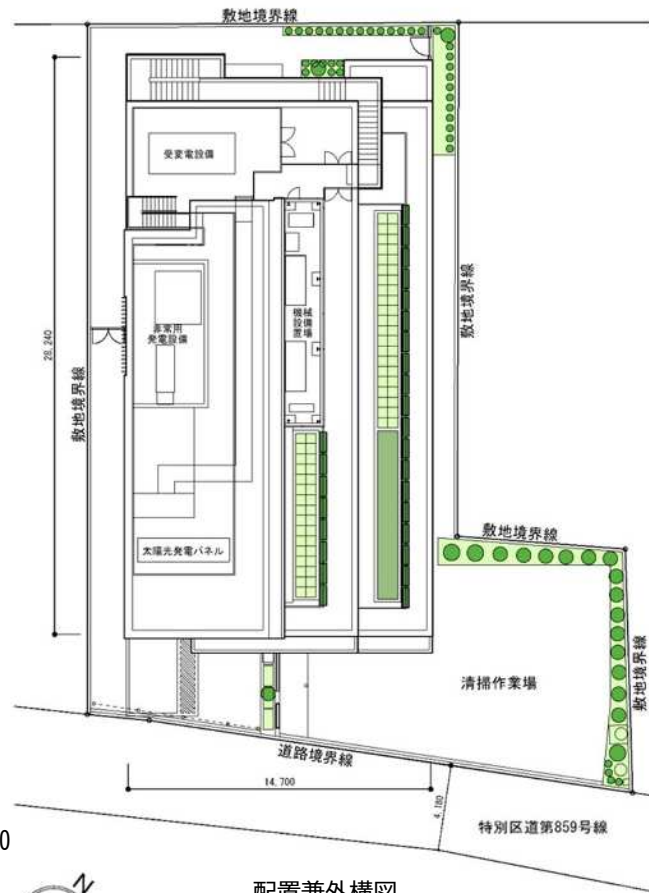 敷地境界線
受変電設備
敷地境界線
28,240
非常用
発電設備
機械
設備
置場
敷地境界線
太陽光発電パネル
敷地境界線
敷地境界線
清掃作業場
道路境界線
14,700
4,180
特別区道第859号線
0
N
配置兼外構図